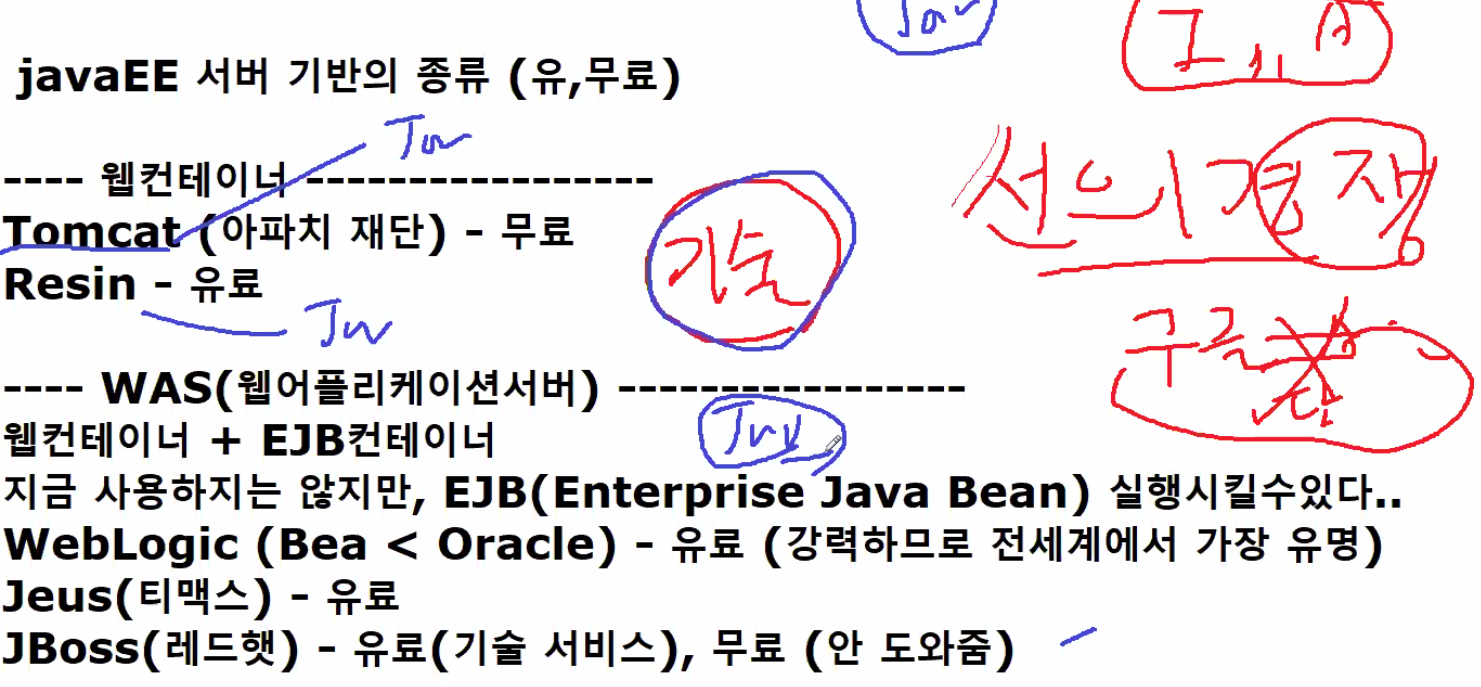 javaEE 서버 기반의 종류 (유,무료)
---- 웹컨테이너 -----------------
Tomcat (아파치 재단) - 무료
Resin - 유료
기술
선의 경쟁
구글
---- WAS(웹어플리케이션서버) -----------------
웹컨테이너 + EJB컨테이너
지금 사용하지는 않지만, EJB(Enterprise Java Bean) 실행시킬수있다..
WebLogic (Bea < Oracle) - 유료 (강력하므로 전세계에서 가장 유명)
Jeus(티맥스) - 유료
JBoss(레드햇) - 유료(기술 서비스), 무료 (안 도와줌)